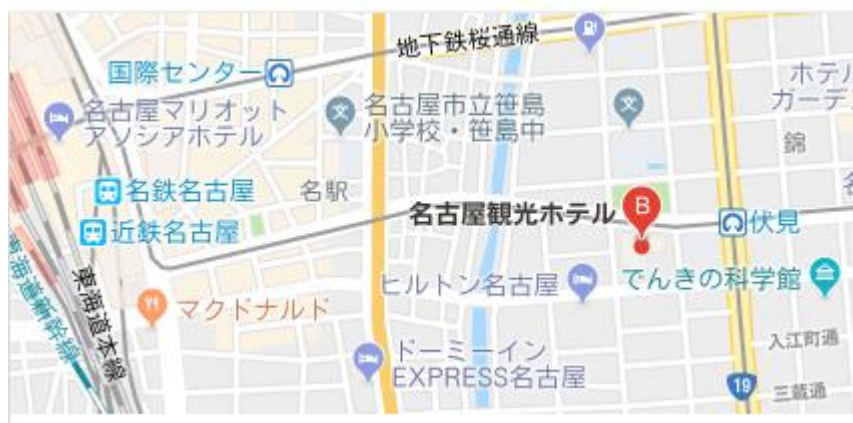 地下鉄桜通線
国際センター
ホテル
ガーデ
名古屋マリオット
アソシアホテル
名古屋市立笹島
小学校・笹島中
錦
名鉄名古屋
名駅
名古屋観光ホテル
B
伏見
近鉄名古屋
ヒルトン名古屋
でんきの科学館
東海道本線
東海道新幹線
マクドナルド
入江町通
ドーミーイン
EXPRESS名古屋
19
三蔵通